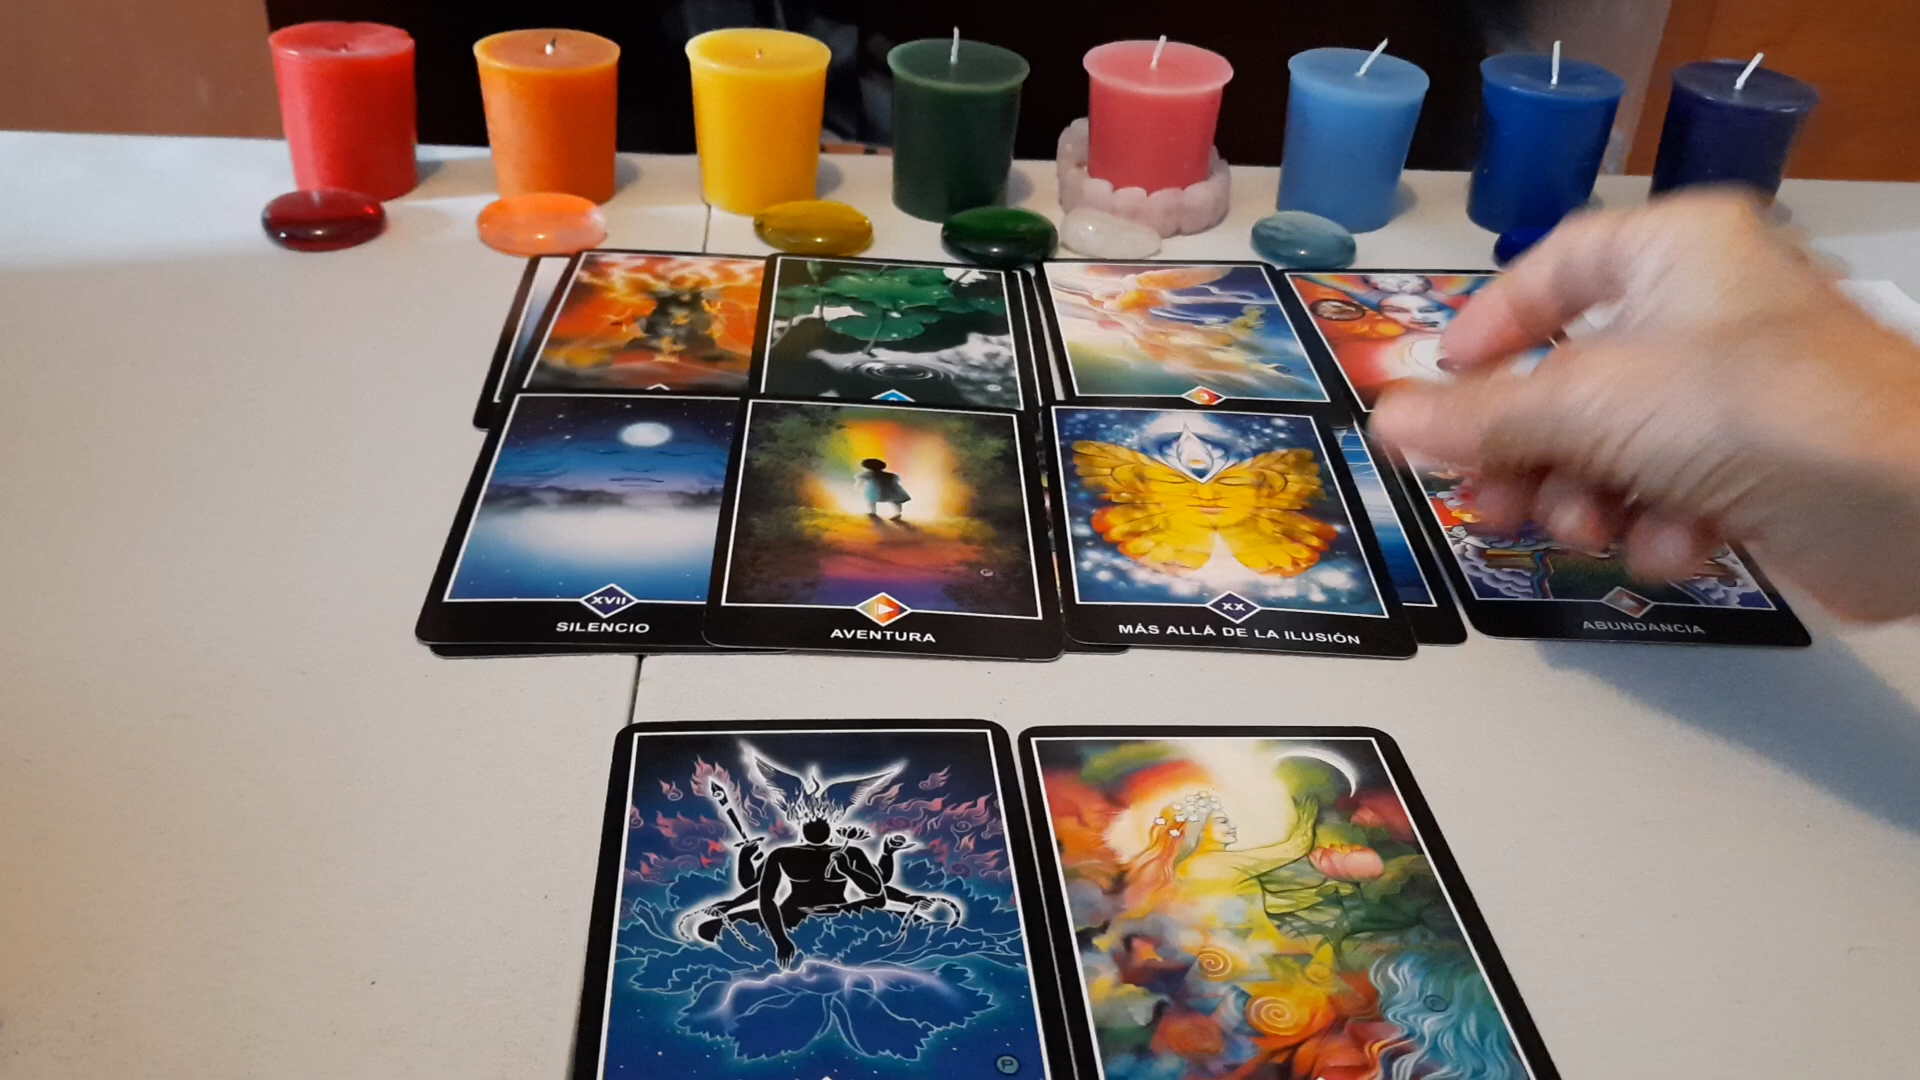 XVII
SILENCIO
AVENTURA
XX
MÁS ALLÁ DE LA ILUSIÓN
ABUNDANCIA
P